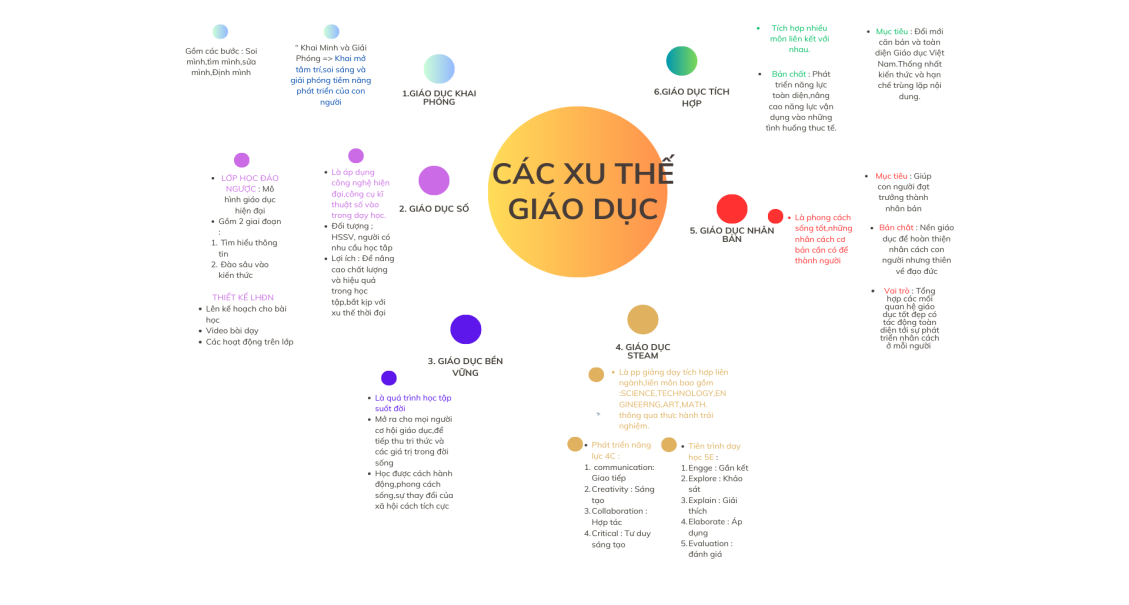 CÁC XU THẾ
GIÁO DỤC
1.GIÁO DỤC KHAI
PHÓNG
Gồm các bước : Soi
mình,tìm mình,sửa
mình,Định mình
" Khai Minh và Giải
Phóng => Khai mở
tâm trí,soi sáng và
giải phóng tiềm năng
phát triển của con
người
2. GIÁO DỤC SỐ
• Là áp dụng
công nghệ hiện
đại,công cụ kĩ
thuật số vào
trong dạy học.
• Đối tượng ;
HSSV, người có
nhu cầu học tập
• Lợi ích : Để nâng
cao chất lượng
và hiệu quả
trong học
tập,bắt kịp với
xu thế thời đại
• LỚP HỌC ĐẢO
NGƯỢC : Mô
hình giáo dục
hiện đại
• Gồm 2 giai đoạn
:
1. Tìm hiểu thông
tin
2. Đào sâu vào
kiến thức
THIẾT KẾ LHĐN
• Lên kế hoạch cho bài
học
• Video bài dạy
• Các hoạt động trên lớp
3. GIÁO DỤC BỀN
VỮNG
• Là quá trình học tập
suốt đời
• Mở ra cho mọi người
cơ hội giáo dục,để
tiếp thu tri thức và
các giá trị trong đời
sống
• Học được cách hành
động,phong cách
sống,sự thay đổi của
xã hội cách tích cực
4. GIÁO DỤC
STEAM
• Là pp giảng dạy tích hợp liên
ngành,liên môn bao gồm
:SCIENCE,TECHNOLOGY,EN
GINEERNG,ART,MATH.
thông qua thực hành trải
nghiệm.
• Phát triển năng
lực 4C :
1. communication:
Giao tiếp
2. Creativity : Sáng
tạo
3. Collaboration :
Hợp tác
4. Critical : Tư duy
sáng tạo
• Tiến trình dạy
học 5E :
1. Engge : Gắn kết
2. Explore : Khảo
sát
3. Explain : Giải
thích
4. Elaborate : Áp
dụng
5. Evaluation :
đánh giá
5. GIÁO DỤC NHÂN
BẢN
• Là phong cách
sống tốt,những
nhân cách cơ
bản cần có để
thành người
• Mục tiêu : Giúp
con người đạt
trưởng thành
nhân bản
• Bản chất : Nền giáo
dục để hoàn thiện
nhân cách con
người nhưng thiên
về đạo đức
• Vai trò : Tổng
hợp các mối
quan hệ giáo
dục tốt đẹp có
tác động toàn
diện tới sự phát
triển nhân cách
ở mỗi người
6.GIÁO DỤC TÍCH
HỢP
• Tích hợp nhiều
môn liên kết với
nhau.
• Bản chất : Phát
triển năng lực
toàn diện,nâng
cao năng lực vận
dụng vào những
tình huống thực tế.
• Mục tiêu : Đổi mới
căn bản và toàn
diện Giáo dục Việt
Nam.Thống nhất
kiến thức và hạn
chế trùng lặp nội
dung.